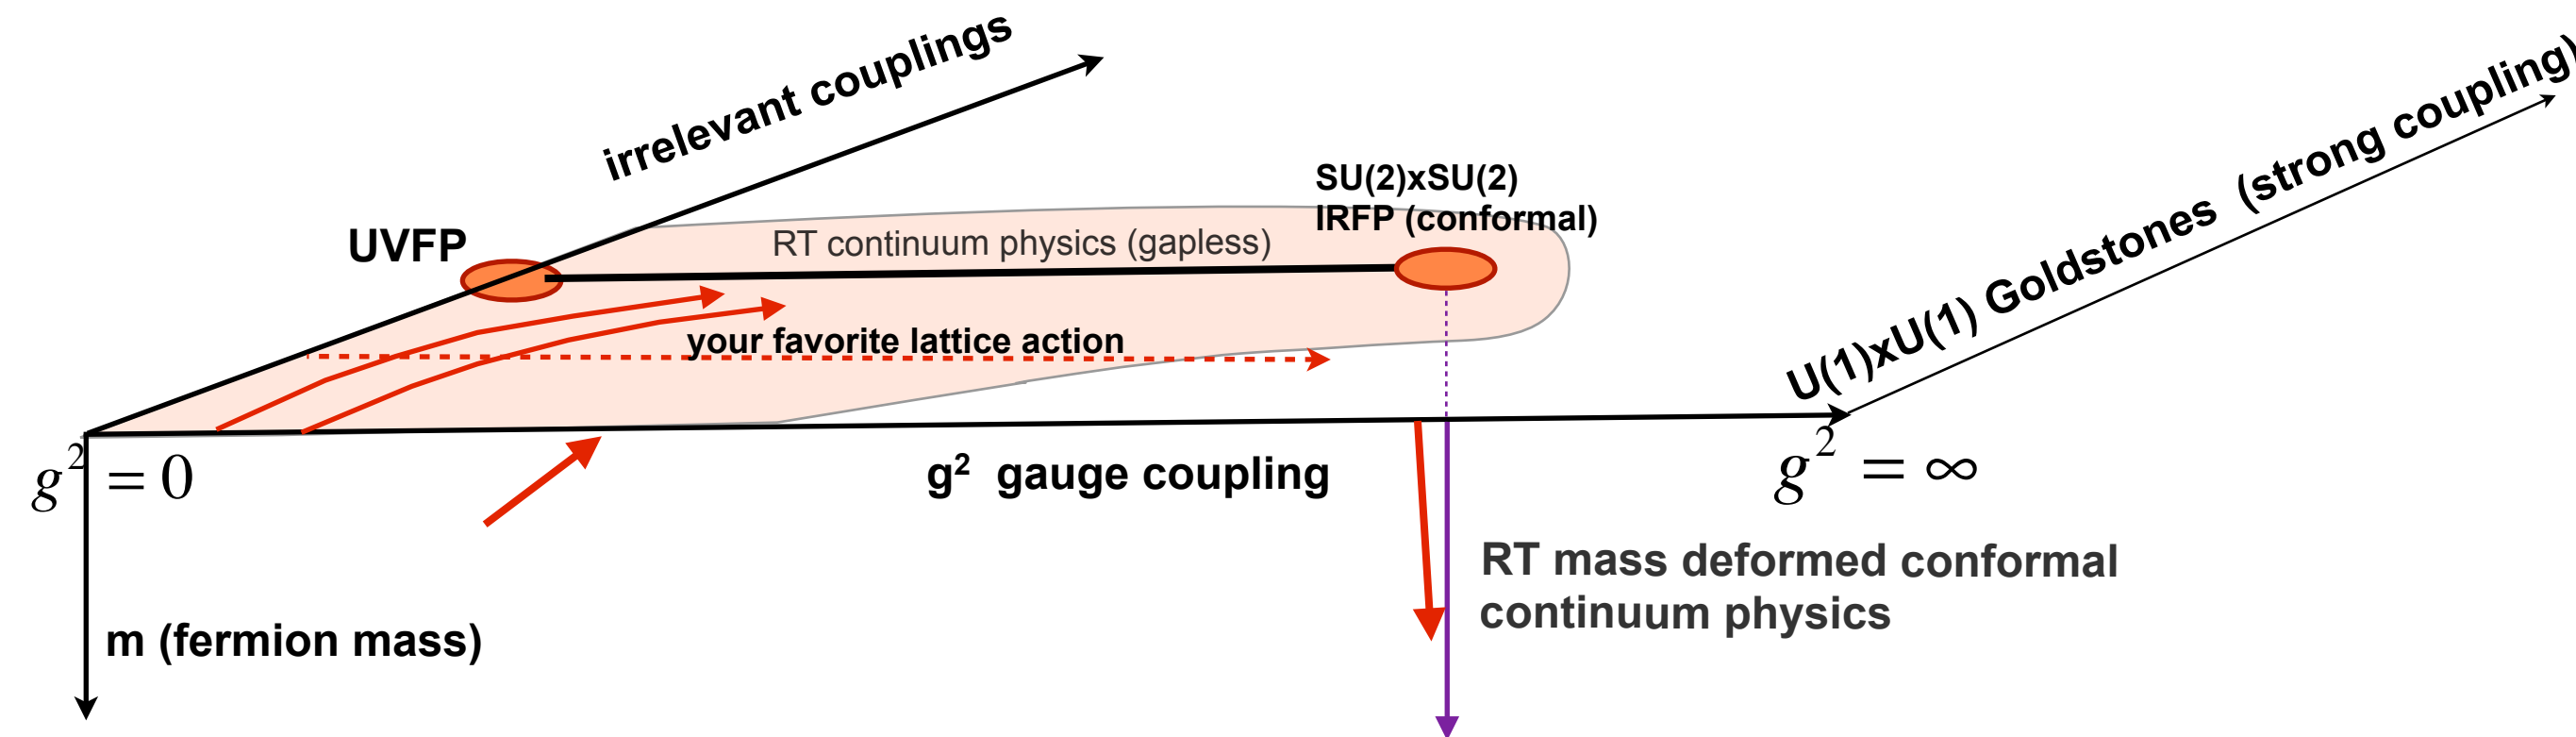 irrelevant couplings
SU(2)xSU(2)
IRFP (conformal)
UVFP
RT continuum physics (gapless)
your favorite lattice action
U(1)xU(1) Goldstones (strong coupling)
g² = 0
g² gauge coupling
g² = ∞
m (fermion mass)
RT mass deformed conformal
continuum physics